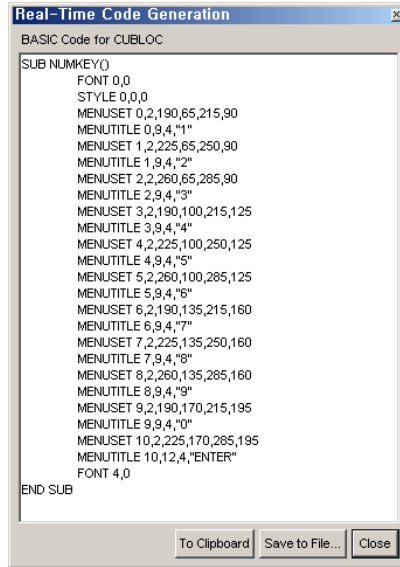 Real-Time Code Generation
BASIC Code for CUBLOC
SUB NUMKEY()
FONT 0,0
STYLE 0,0,0
MENUSET 0,2,190,65,215,90
MENUTITLE 0,9,4,"1"
MENUSET 1,2,225,65,250,90
MENUTITLE 1,9,4,"2"
MENUSET 2,2,260,65,285,90
MENUTITLE 2,9,4,"3"
MENUSET 3,2,190,100,215,125
MENUTITLE 3,9,4,"4"
MENUSET 4,2,225,100,250,125
MENUTITLE 4,9,4,"5"
MENUSET 5,2,260,100,285,125
MENUTITLE 5,9,4,"6"
MENUSET 6,2,190,135,215,160
MENUTITLE 6,9,4,"7"
MENUSET 7,2,225,135,250,160
MENUTITLE 7,9,4,"8"
MENUSET 8,2,260,135,285,160
MENUTITLE 8,9,4,"9"
MENUSET 9,2,190,170,215,195
MENUTITLE 9,9,4,"0"
MENUSET 10,2,225,170,285,195
MENUTITLE 10,12,4,"ENTER"
FONT 4,0
END SUB
To Clipboard Save to File... Close